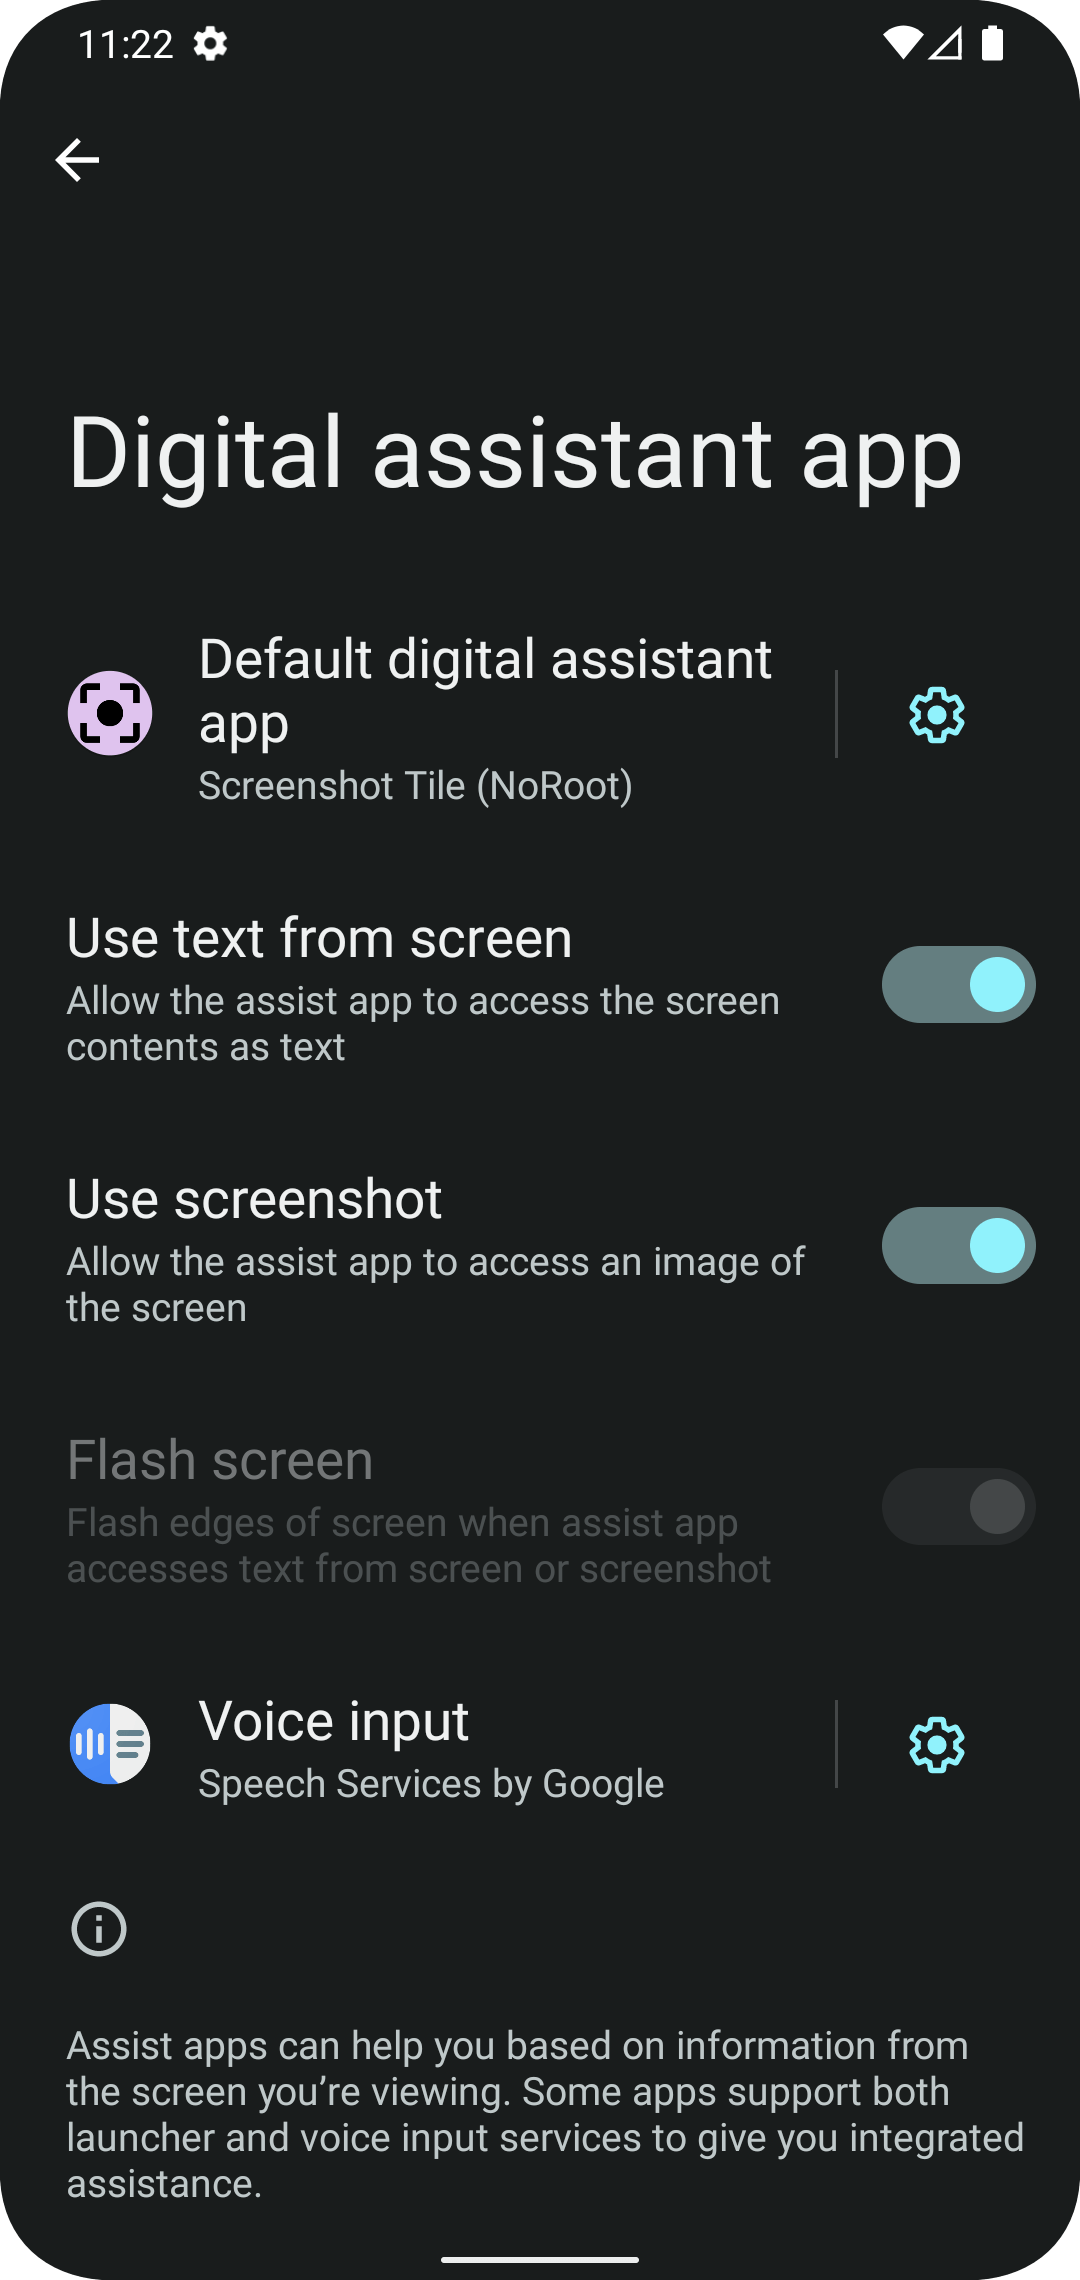 11:22
Digital assistant app
Default digital assistant
app
Screenshot Tile (NoRoot)
Use text from screen
Allow the assist app to access the screen
contents as text
Use screenshot
Allow the assist app to access an image of
the screen
Flash screen
Flash edges of screen when assist app
accesses text from screen or screenshot
Voice input
Speech Services by Google
Assist apps can help you based on information from
the screen you’re viewing. Some apps support both
launcher and voice input services to give you integrated
assistance.